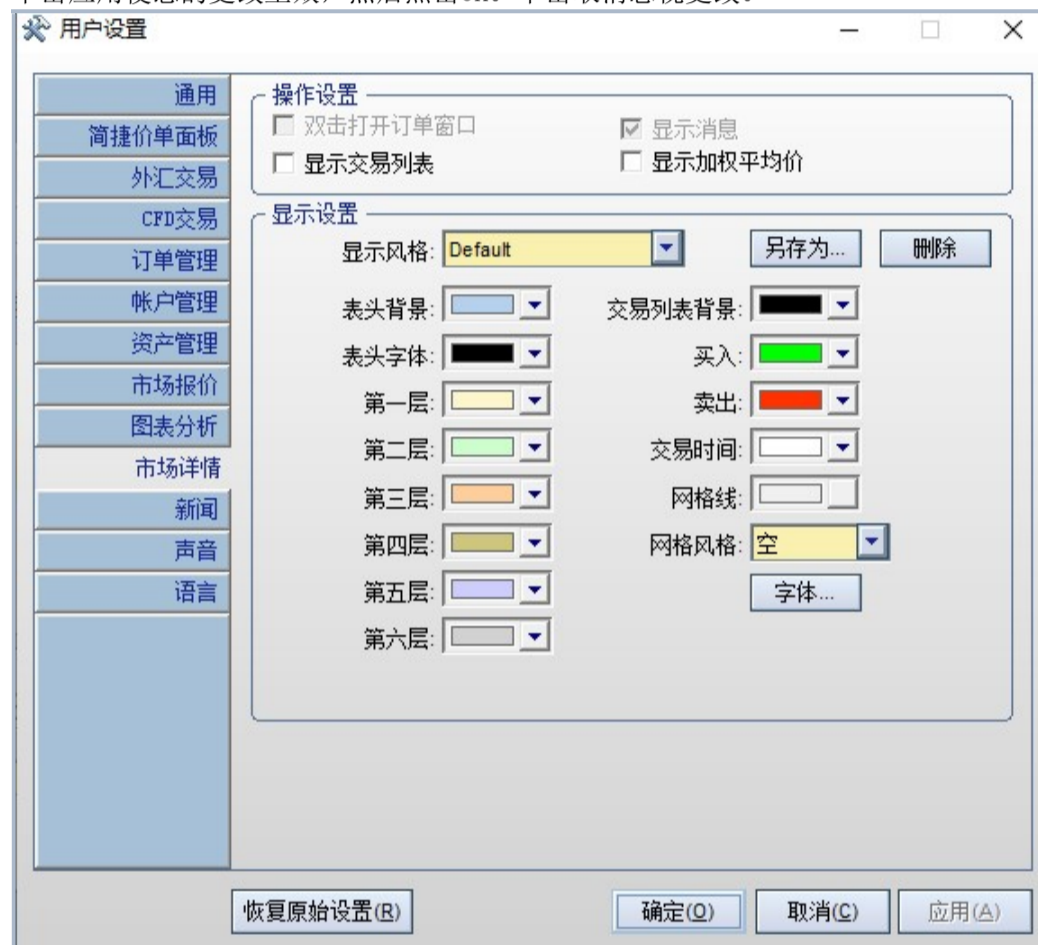 用户设置
通用
简捷价单面板
外汇交易
CFD交易
订单管理
帐户管理
资产管理
市场报价
图表分析
市场详情
新闻
声音
语言
操作设置
双击打开订单窗口
显示消息
显示交易列表
显示加权平均价
显示设置
显示风格: Default
另存为...
删除
表头背景:
交易列表背景:
表头字体:
买入:
第一层:
卖出:
第二层:
交易时间:
第三层:
网格线:
第四层:
网格风格: 空
第五层:
字体...
第六层:
恢复原始设置(R)
确定(O)
取消(C)
应用(A)